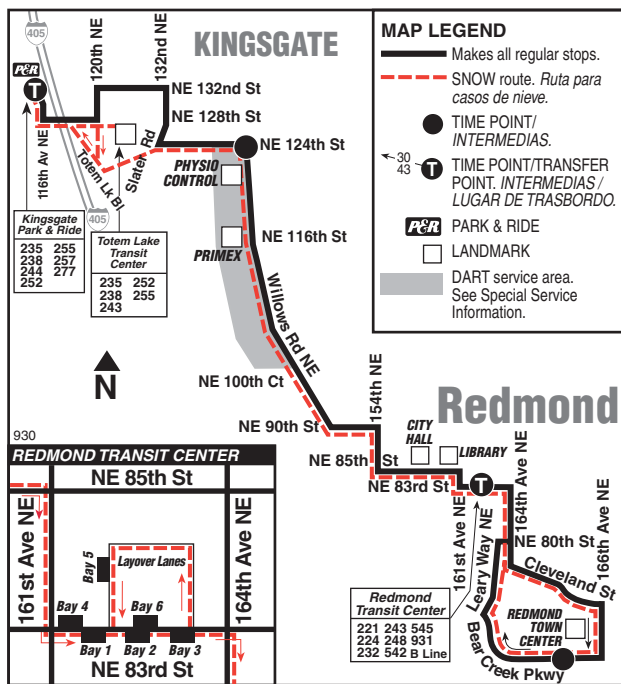 KINGSGATE
405
120th NE
132nd NE
P&R
T
NE 132nd St
NE 128th St
116th Av NE
Totem Lk Bl
Slater Rd
NE 124th St
PHYSIO
CONTROL
405
Kingsgate
Park & Ride
235 255
238 257
244 277
252
Totem Lake
Transit
Center
235 252
238 255
243
PRIMEX
NE 116th St
Willows Rd NE
N
NE 100th Ct
MAP LEGEND
Makes all regular stops.
SNOW route. Ruta para
casos de nieve.
TIME POINT/
INTERMEDIAS.
30
43
T
TIME POINT/TRANSFER
POINT. INTERMEDIAS /
LUGAR DE TRASBORDO.
P&R PARK & RIDE
LANDMARK
DART service area.
See Special Service
Information.
Redmond
154th NE
NE 90th St
CITY
HALL
LIBRARY
NE 85th St
NE 83rd St
T
164th Ave NE
161st Ave NE
Leary Way NE
NE 80th St
166th Ave NE
Cleveland St
REDMOND
TOWN
CENTER
Bear Creek Pkwy
Redmond
Transit Center
221 243 545
224 248 931
232 542 B Line
930
REDMOND TRANSIT CENTER
NE 85th St
161st Ave NE
164th Ave NE
Bay 5
Layover Lanes
Bay 4
Bay 6
Bay 1
Bay 2
Bay 3
NE 83rd St